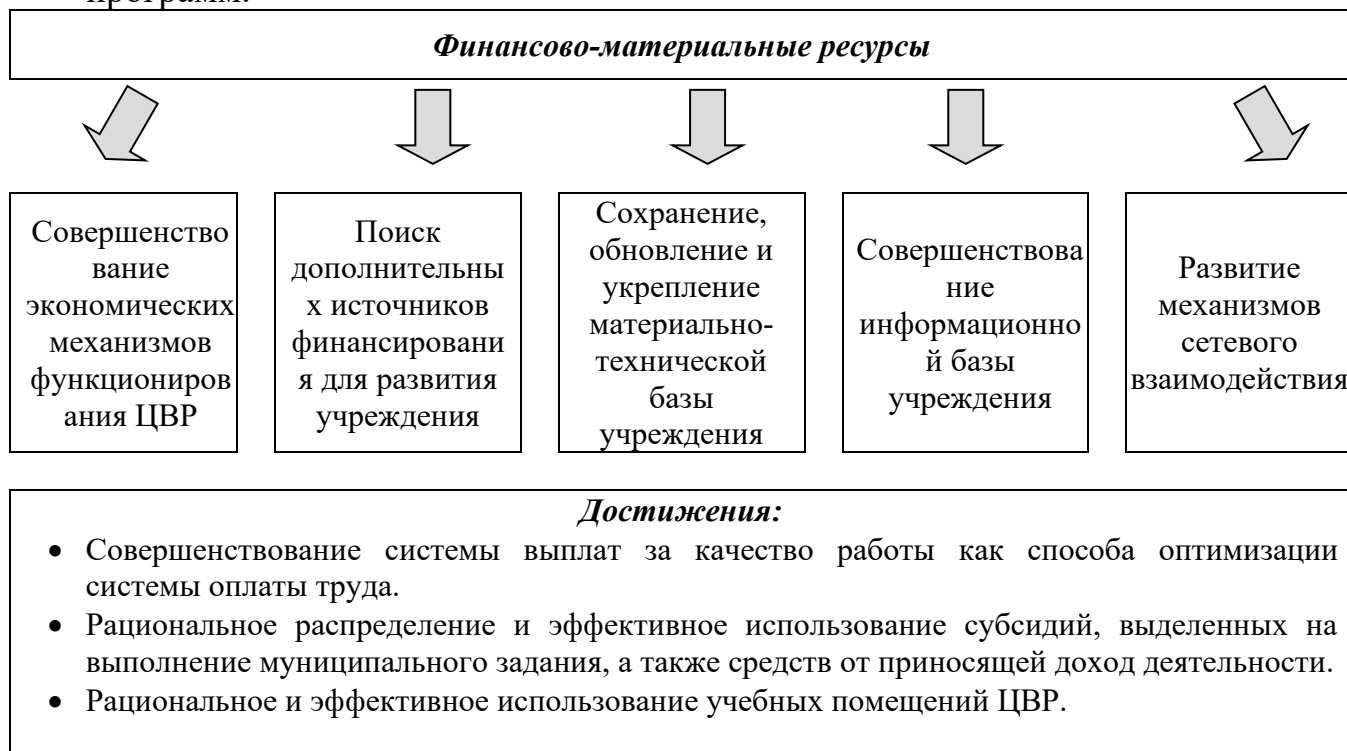 программ.
Финансово-материальные ресурсы
Совершенство
вание
экономических
механизмов
функциониров
ания ЦВР
Поиск
дополнительны
х источников
финансировани
я для развития
учреждения
Сохранение,
обновление и
укрепление
материально-
технической
базы
учреждения
Совершенствова
ние
информационно
й базы
учреждения
Развитие
механизмов
сетевого
взаимодействия
Достижения:
• Совершенствование системы выплат за качество работы как способа оптимизации
системы оплаты труда.
• Рациональное распределение и эффективное использование субсидий, выделенных на
выполнение муниципального задания, а также средств от приносящей доход деятельности.
• Рациональное и эффективное использование учебных помещений ЦВР.